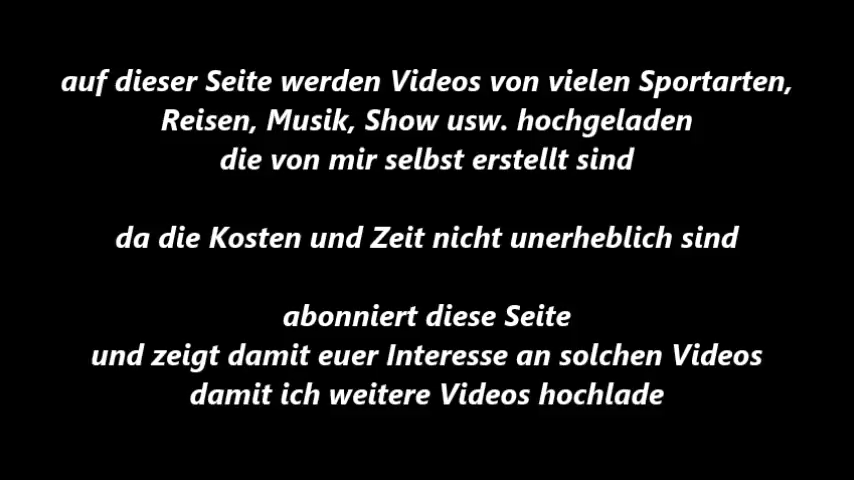 auf dieser Seite werden Videos von vielen Sportarten,
Reisen, Musik, Show usw. hochgeladen
die von mir selbst erstellt sind
da die Kosten und Zeit nicht unerheblich sind
abonniert diese Seite
und zeigt damit euer Interesse an solchen Videos
damit ich weitere Videos hochlade